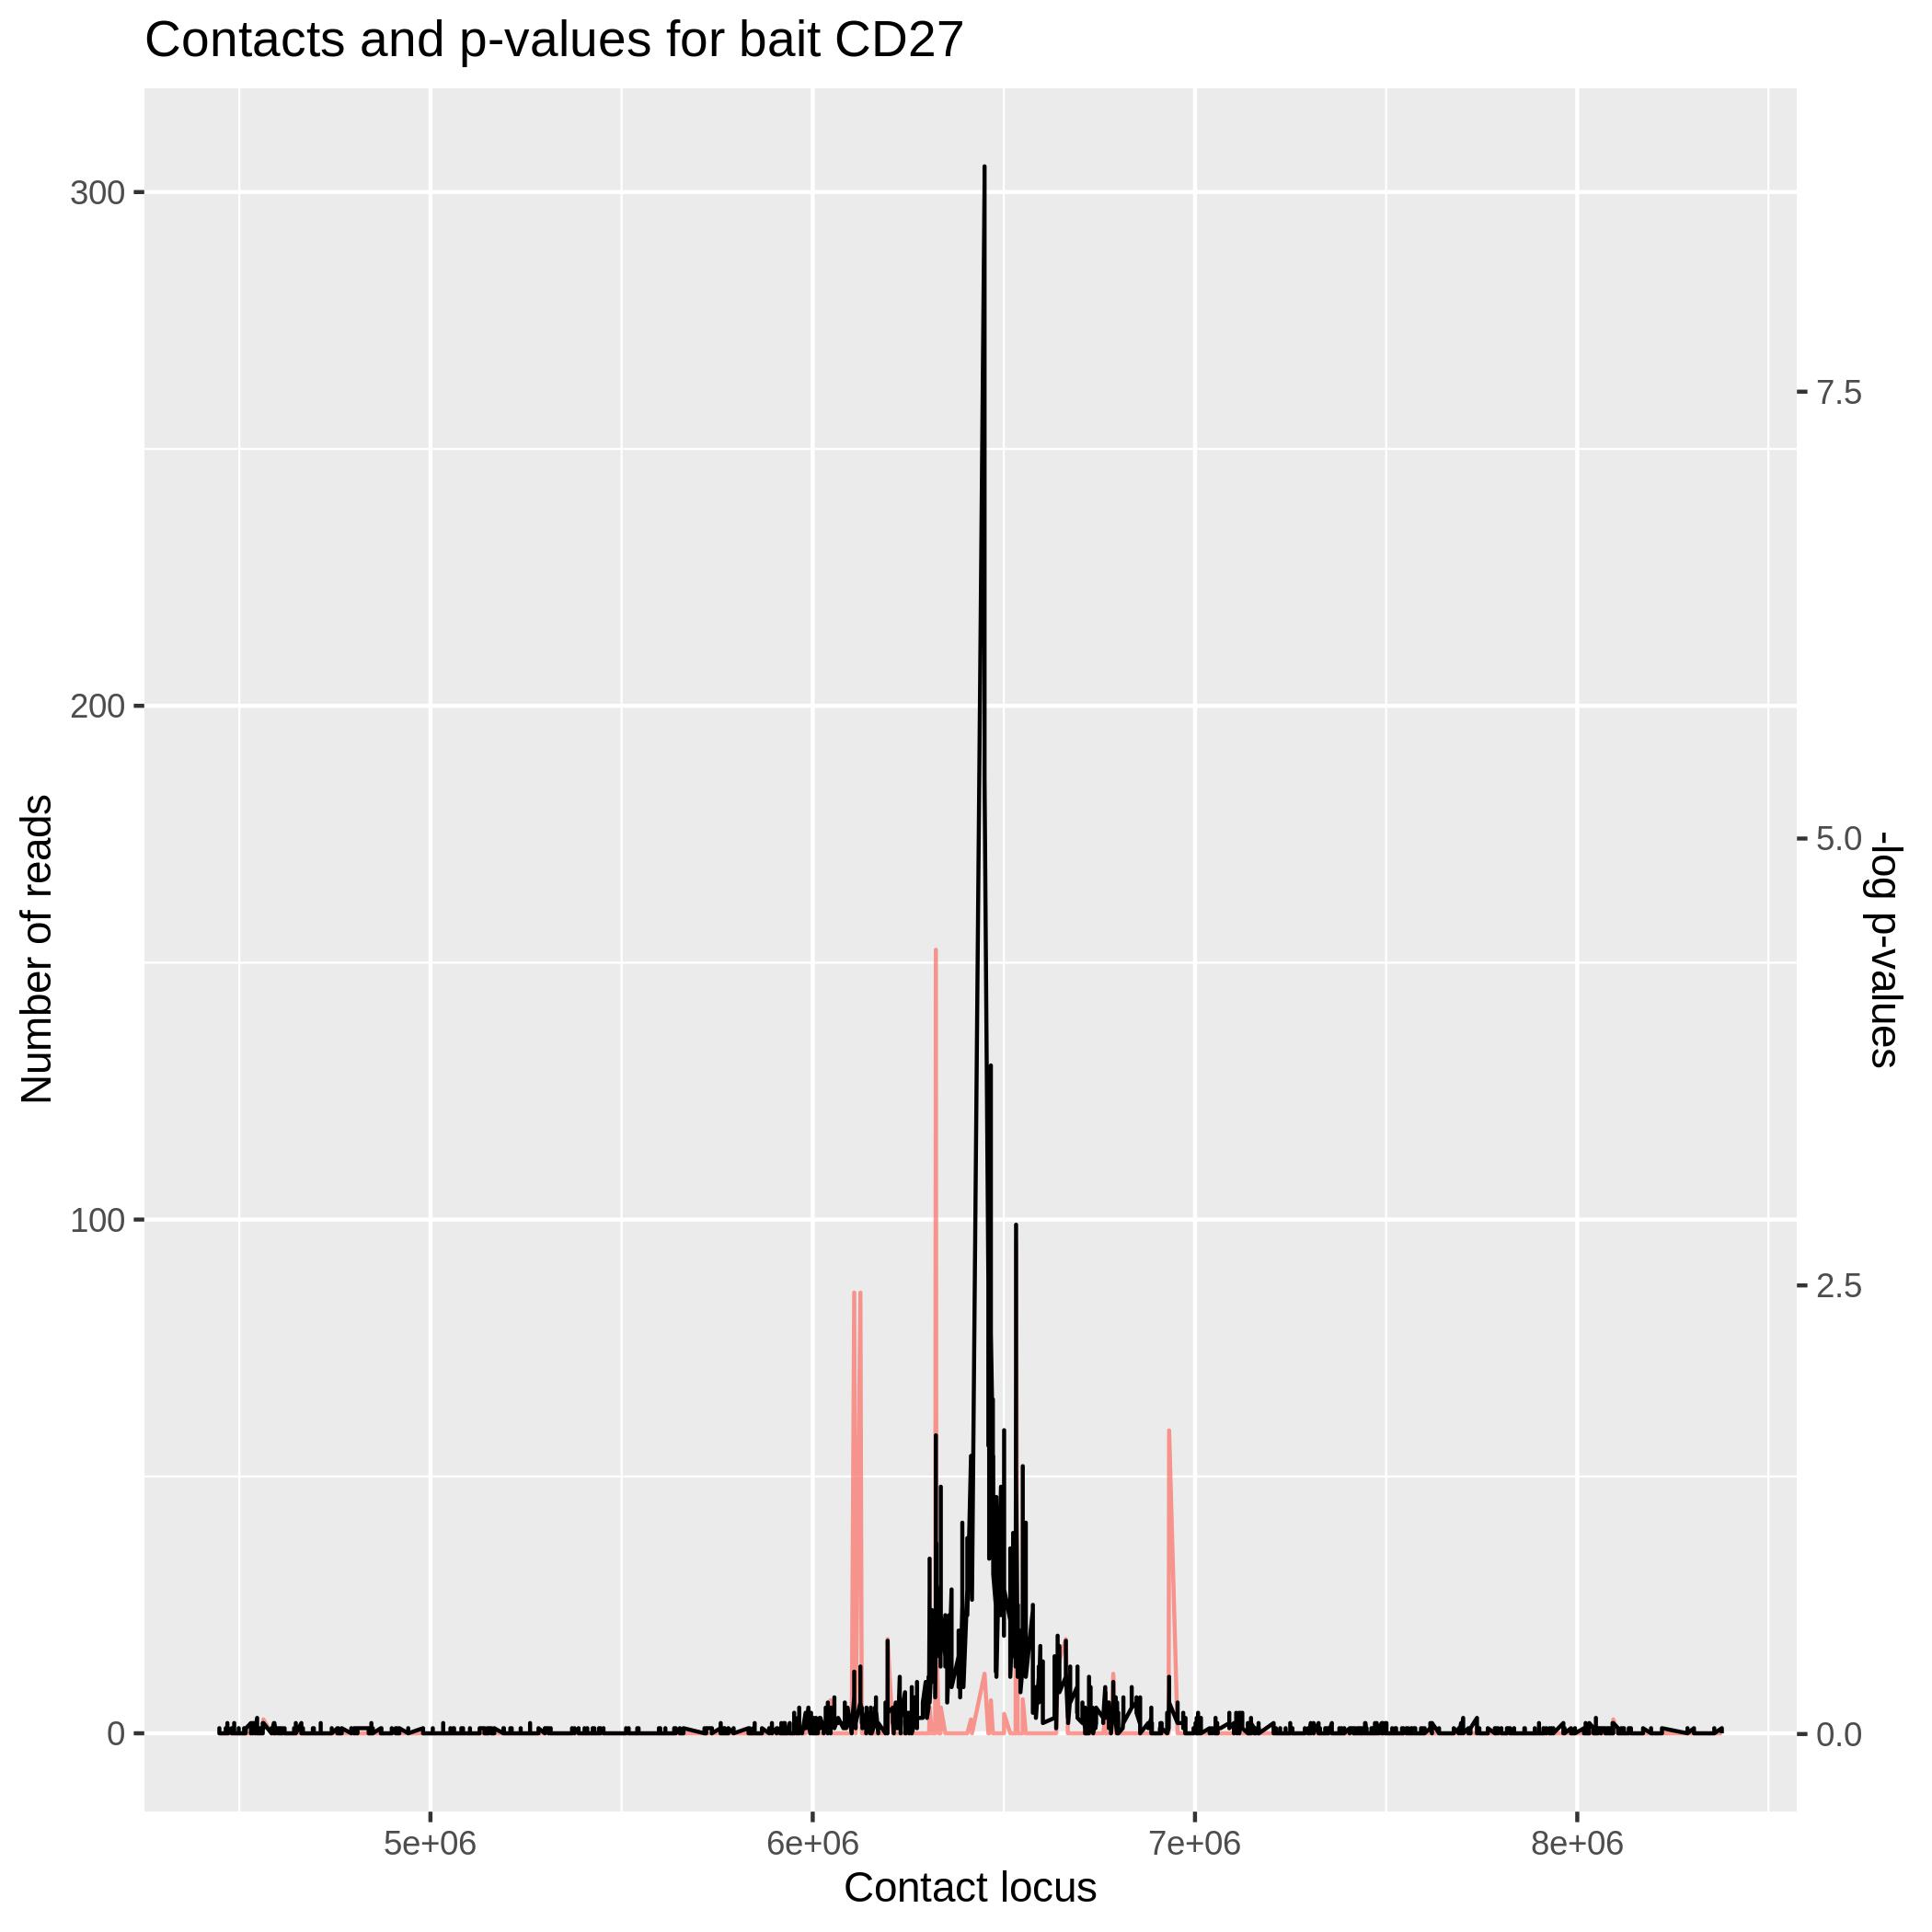 Contacts and p-values for bait CD27
300
200
100
0
Number of reads
7.5
5.0
2.5
0.0
-log p-values
5e+06
6e+06
7e+06
8e+06
Contact locus